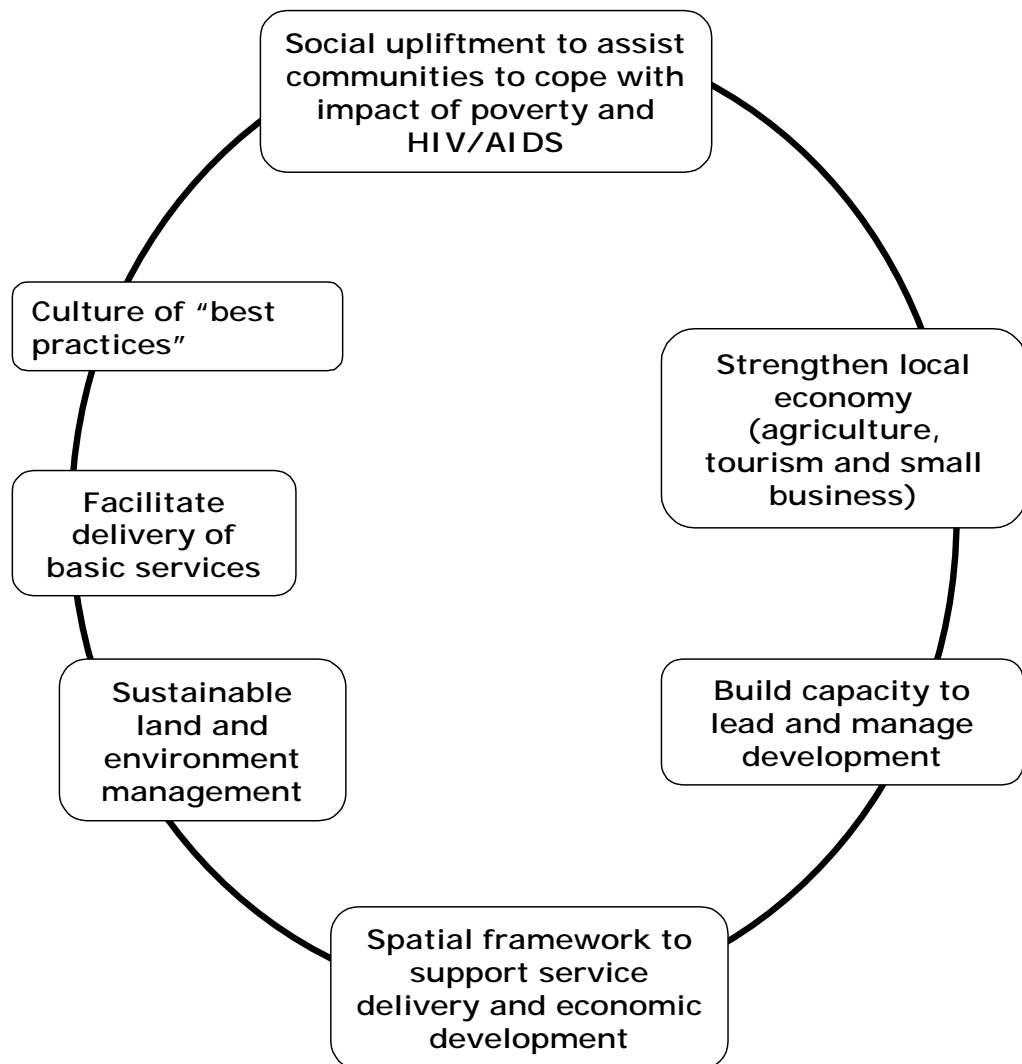 Social upliftment to assist
communities to cope with
impact of poverty and
HIV/AIDS
Culture of “best
practices”
Strengthen local
economy
(agriculture,
tourism and small
business)
Facilitate
delivery of
basic services
Sustainable
land and
environment
management
Build capacity to
lead and manage
development
Spatial framework to
support service
delivery and economic
development